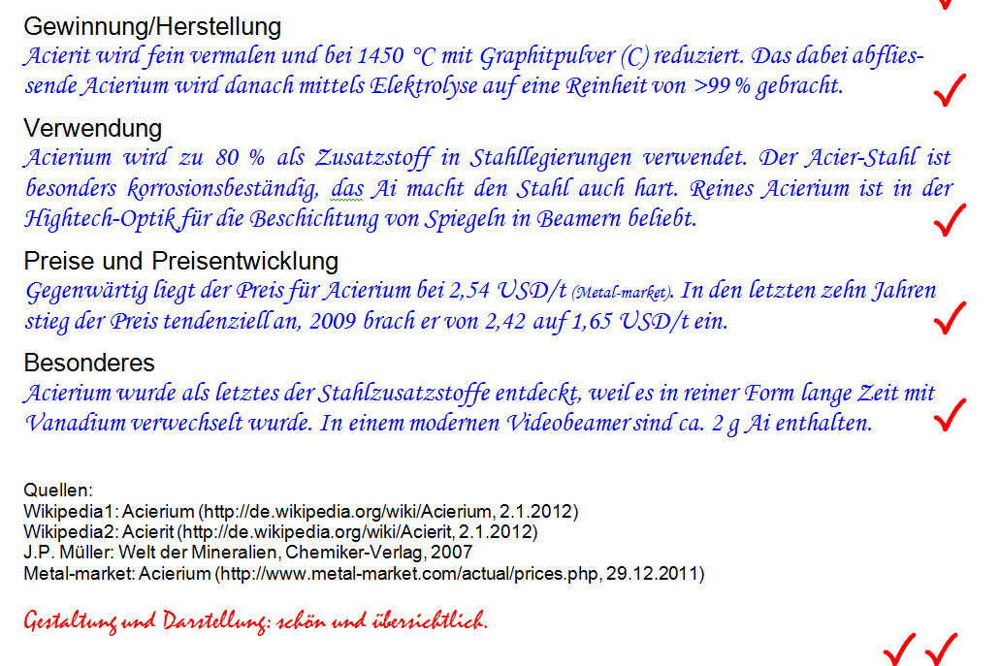 Gewinnung/Herstellung
Acierit wird fein vermalen und bei 1450 °C mit Graphitpulver (C) reduziert. Das dabei abflies-
sende Acierium wird danach mittels Elektrolyse auf eine Reinheit von >99 % gebracht.
Verwendung
Acierium wird zu 80 % als Zusatzstoff in Stahllegierungen verwendet. Der Acier-Stahl ist
besonders korrosionsbeständig, das Ai macht den Stahl auch hart. Reines Acierium ist in der
Hightech-Optik für die Beschichtung von Spiegeln in Beamern beliebt.
Preise und Preisentwicklung
Gegenwärtig liegt der Preis für Acierium bei 2,54 USD/t (Metal-market). In den letzten zehn Jahren
stieg der Preis tendenziell an, 2009 brach er von 2,42 auf 1,65 USD/t ein.
Besonderes
Acierium wurde als letztes der Stahlzusatzstoffe entdeckt, weil es in reiner Form lange Zeit mit
Vanadium verwechselt wurde. In einem modernen Videobeamer sind ca. 2 g Ai enthalten.
Quellen:
Wikipedia1: Acierium (http://de.wikipedia.org/wiki/Acierium, 2.1.2012)
Wikipedia2: Acierit (http://de.wikipedia.org/wiki/Acierit, 2.1.2012)
J.P. Müller: Welt der Mineralien, Chemiker-Verlag, 2007
Metal-market: Acierium (http://www.metal-market.com/actual/prices.php, 29.12.2011)
Gestaltung und Darstellung: schön und übersichtlich.